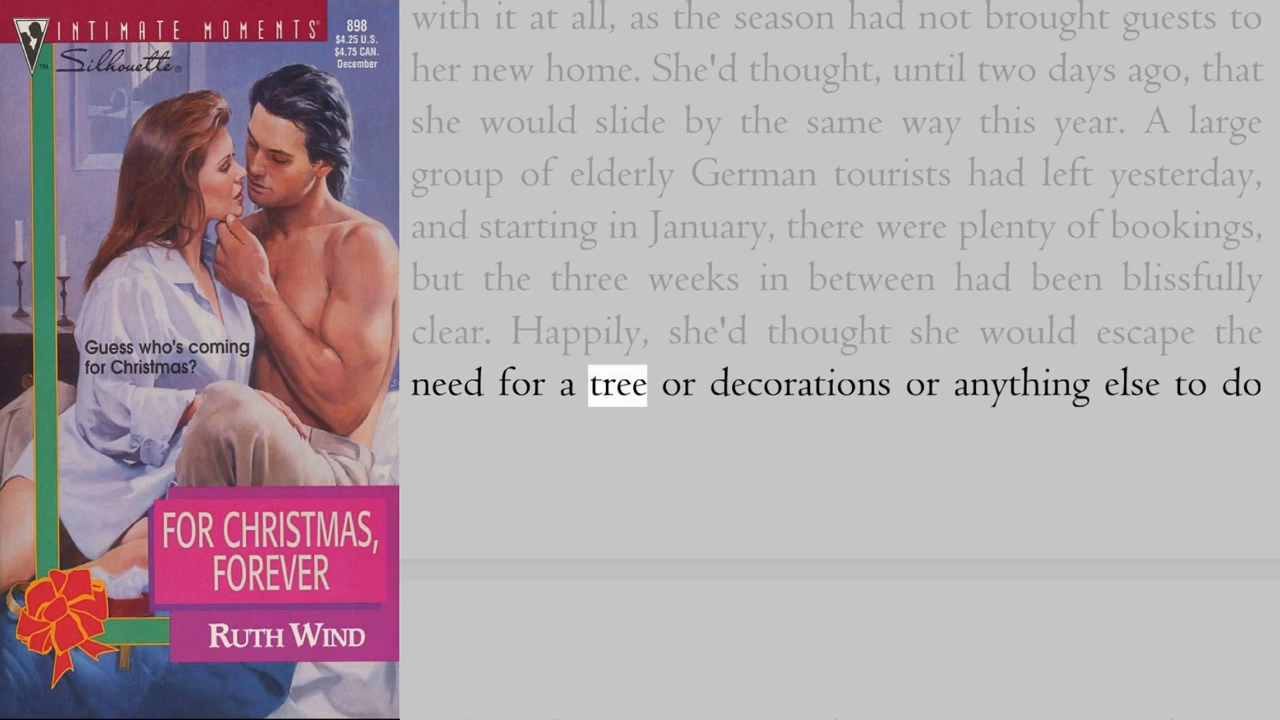 INTIMATE MOMENTS®
Silhouette®
TM
898
$4.25 U.S.
$4.75 CAN.
December
Guess who's coming
for Christmas?
FOR CHRISTMAS,
FOREVER
RUTH WIND
with it at all, as the season had not brought guests to
her new home. She'd thought, until two days ago, that
she would slide by the same way this year. A large
group of elderly German tourists had left yesterday,
and starting in January, there were plenty of bookings,
but the three weeks in between had been blissfully
clear. Happily, she'd thought she would escape the
need for a tree or decorations or anything else to do